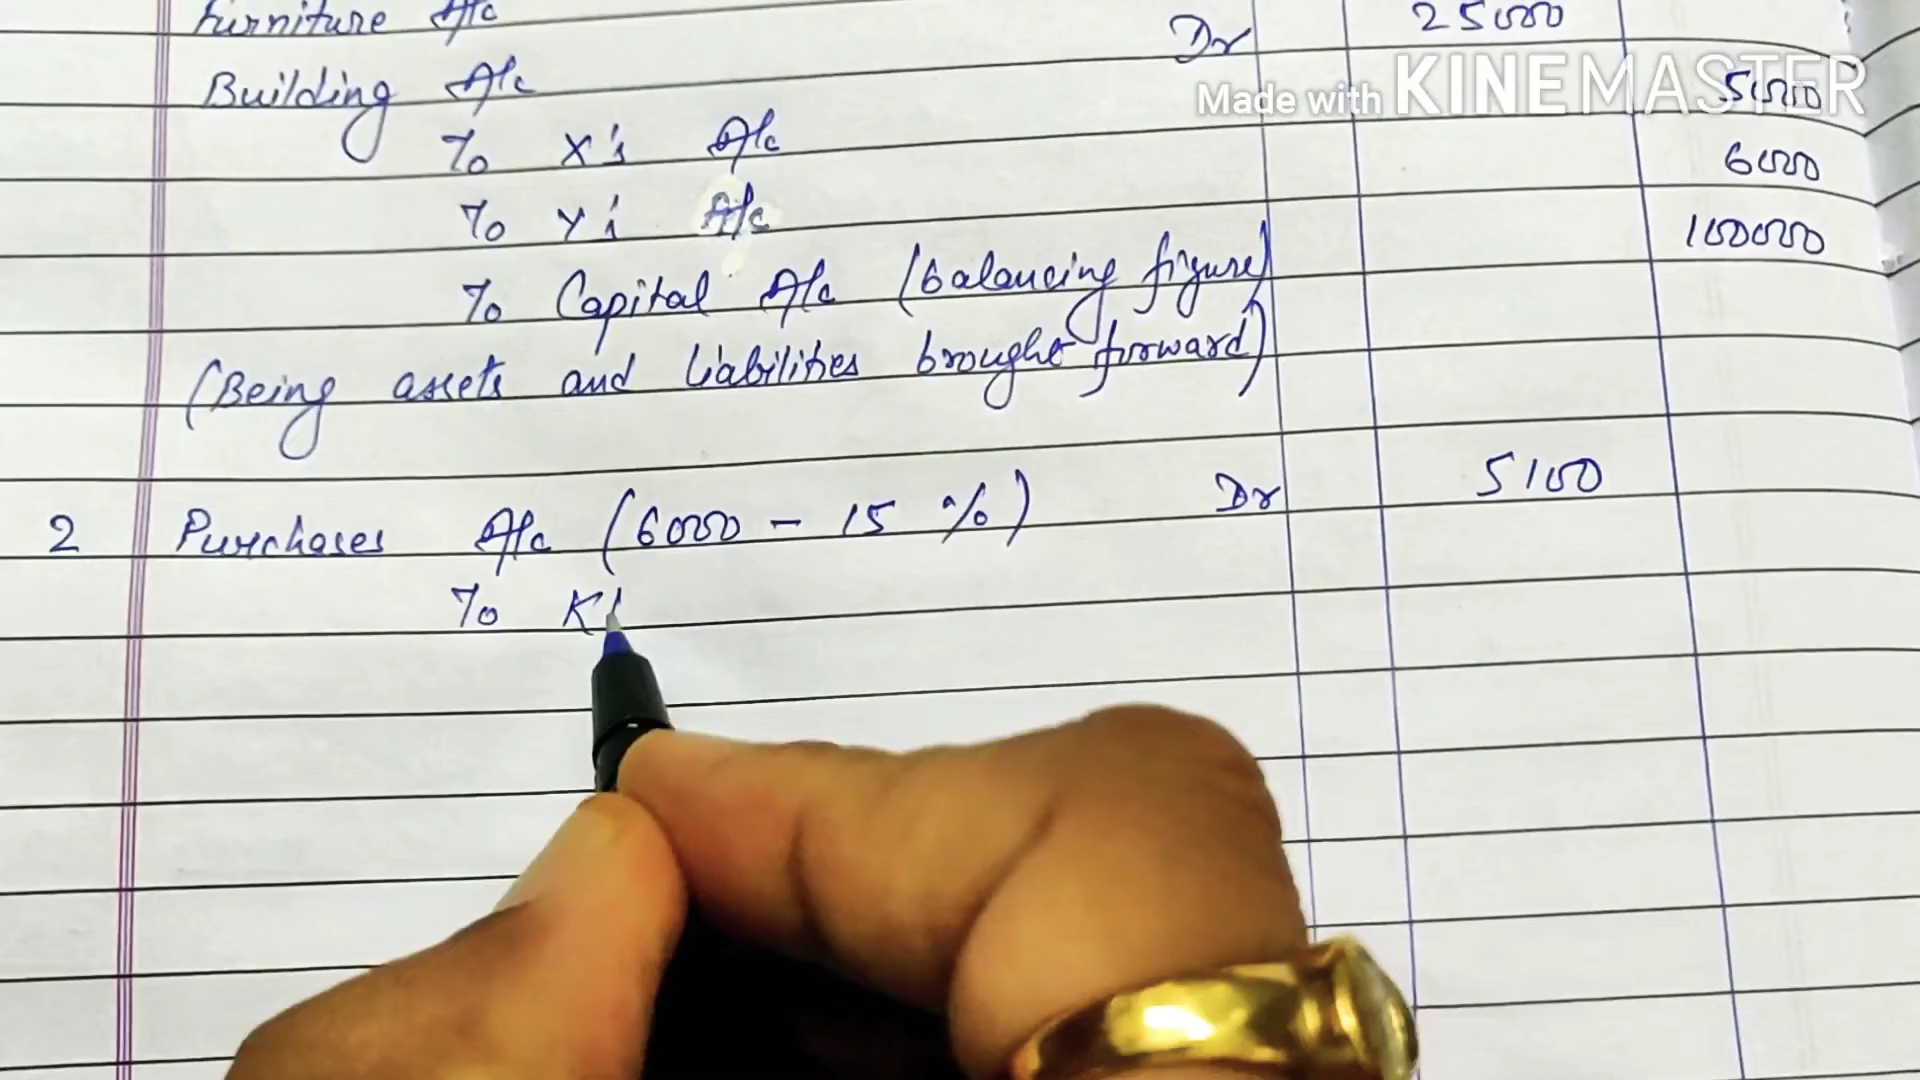 Furniture A/c 25000
Building A/c Dr
Made with KINEMASTER
To X's A/c 5000
To Y's A/c 6000
To Capital A/c (balancing figure) 100000
(Being assets and liabilities brought forward)
2 Purchases A/c (6000 - 15 %) Dr 5100
To K